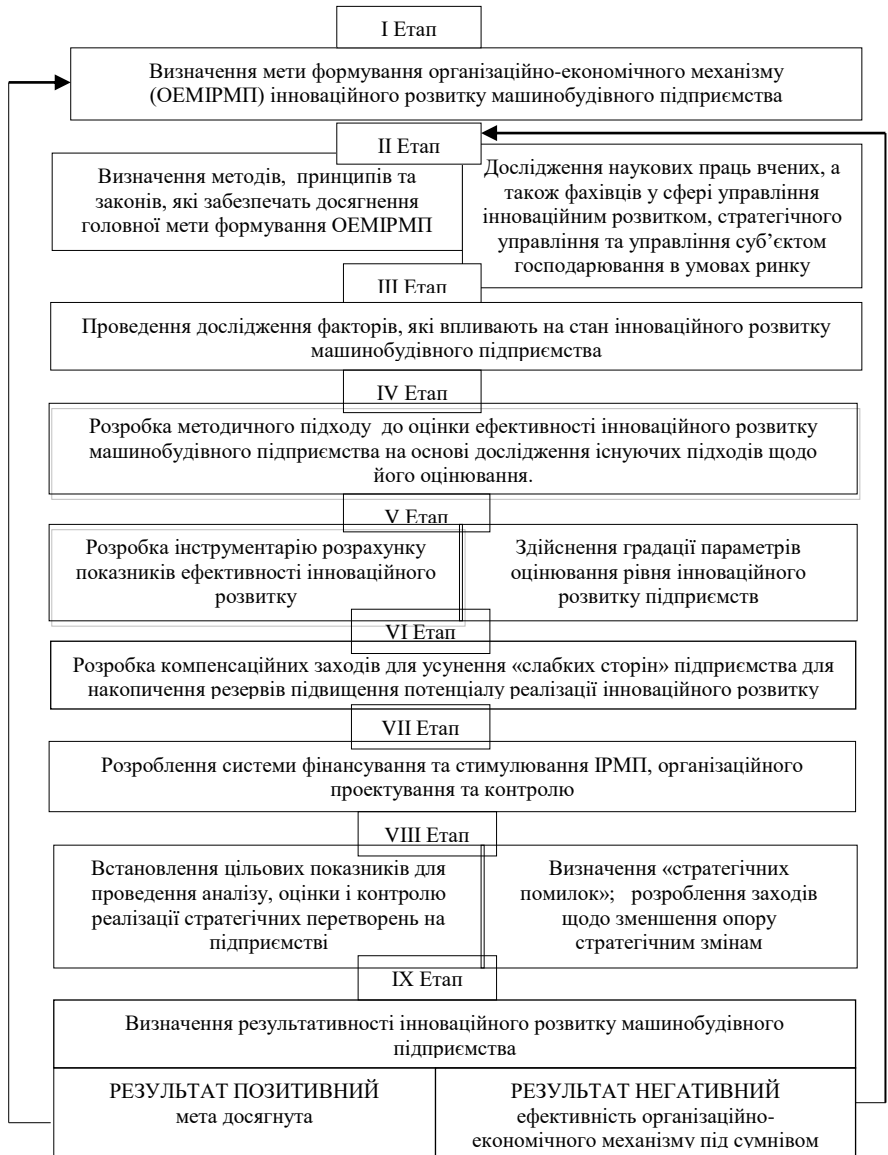 I Етап
Визначення мети формування організаційно-економічного механізму
(ОЕМІРМП) інноваційного розвитку машинобудівного підприємства
II Етап
Визначення методів, принципів та
законів, які забезпечать досягнення
головної мети формування ОЕМІРМП
Дослідження наукових праць вчених, а
також фахівців у сфері управління
інноваційним розвитком, стратегічного
управління та управління суб’єктом
господарювання в умовах ринку
III Етап
Проведення дослідження факторів, які впливають на стан інноваційного розвитку
машинобудівного підприємства
IV Етап
Розробка методичного підходу до оцінки ефективності інноваційного розвитку
машинобудівного підприємства на основі дослідження існуючих підходів щодо
його оцінювання.
V Етап
Розробка інструментарію розрахунку
показників ефективності інноваційного
розвитку
Здійснення градації параметрів
оцінювання рівня інноваційного
розвитку підприємств
VI Етап
Розробка компенсаційних заходів для усунення «слабких сторін» підприємства для
накопичення резервів підвищення потенціалу реалізації інноваційного розвитку
VII Етап
Розроблення системи фінансування та стимулювання ІРМП, організаційного
проектування та контролю
VIII Етап
Встановлення цільових показників для
проведення аналізу, оцінки і контролю
реалізації стратегічних перетворень на
підприємстві
Визначення «стратегічних
помилок»; розроблення заходів
щодо зменшення опору
стратегічним змінам
IX Етап
Визначення результативності інноваційного розвитку машинобудівного
підприємства
РЕЗУЛЬТАТ ПОЗИТИВНИЙ
мета досягнута
РЕЗУЛЬТАТ НЕГАТИВНИЙ
ефективність організаційно-
економічного механізму під сумнівом